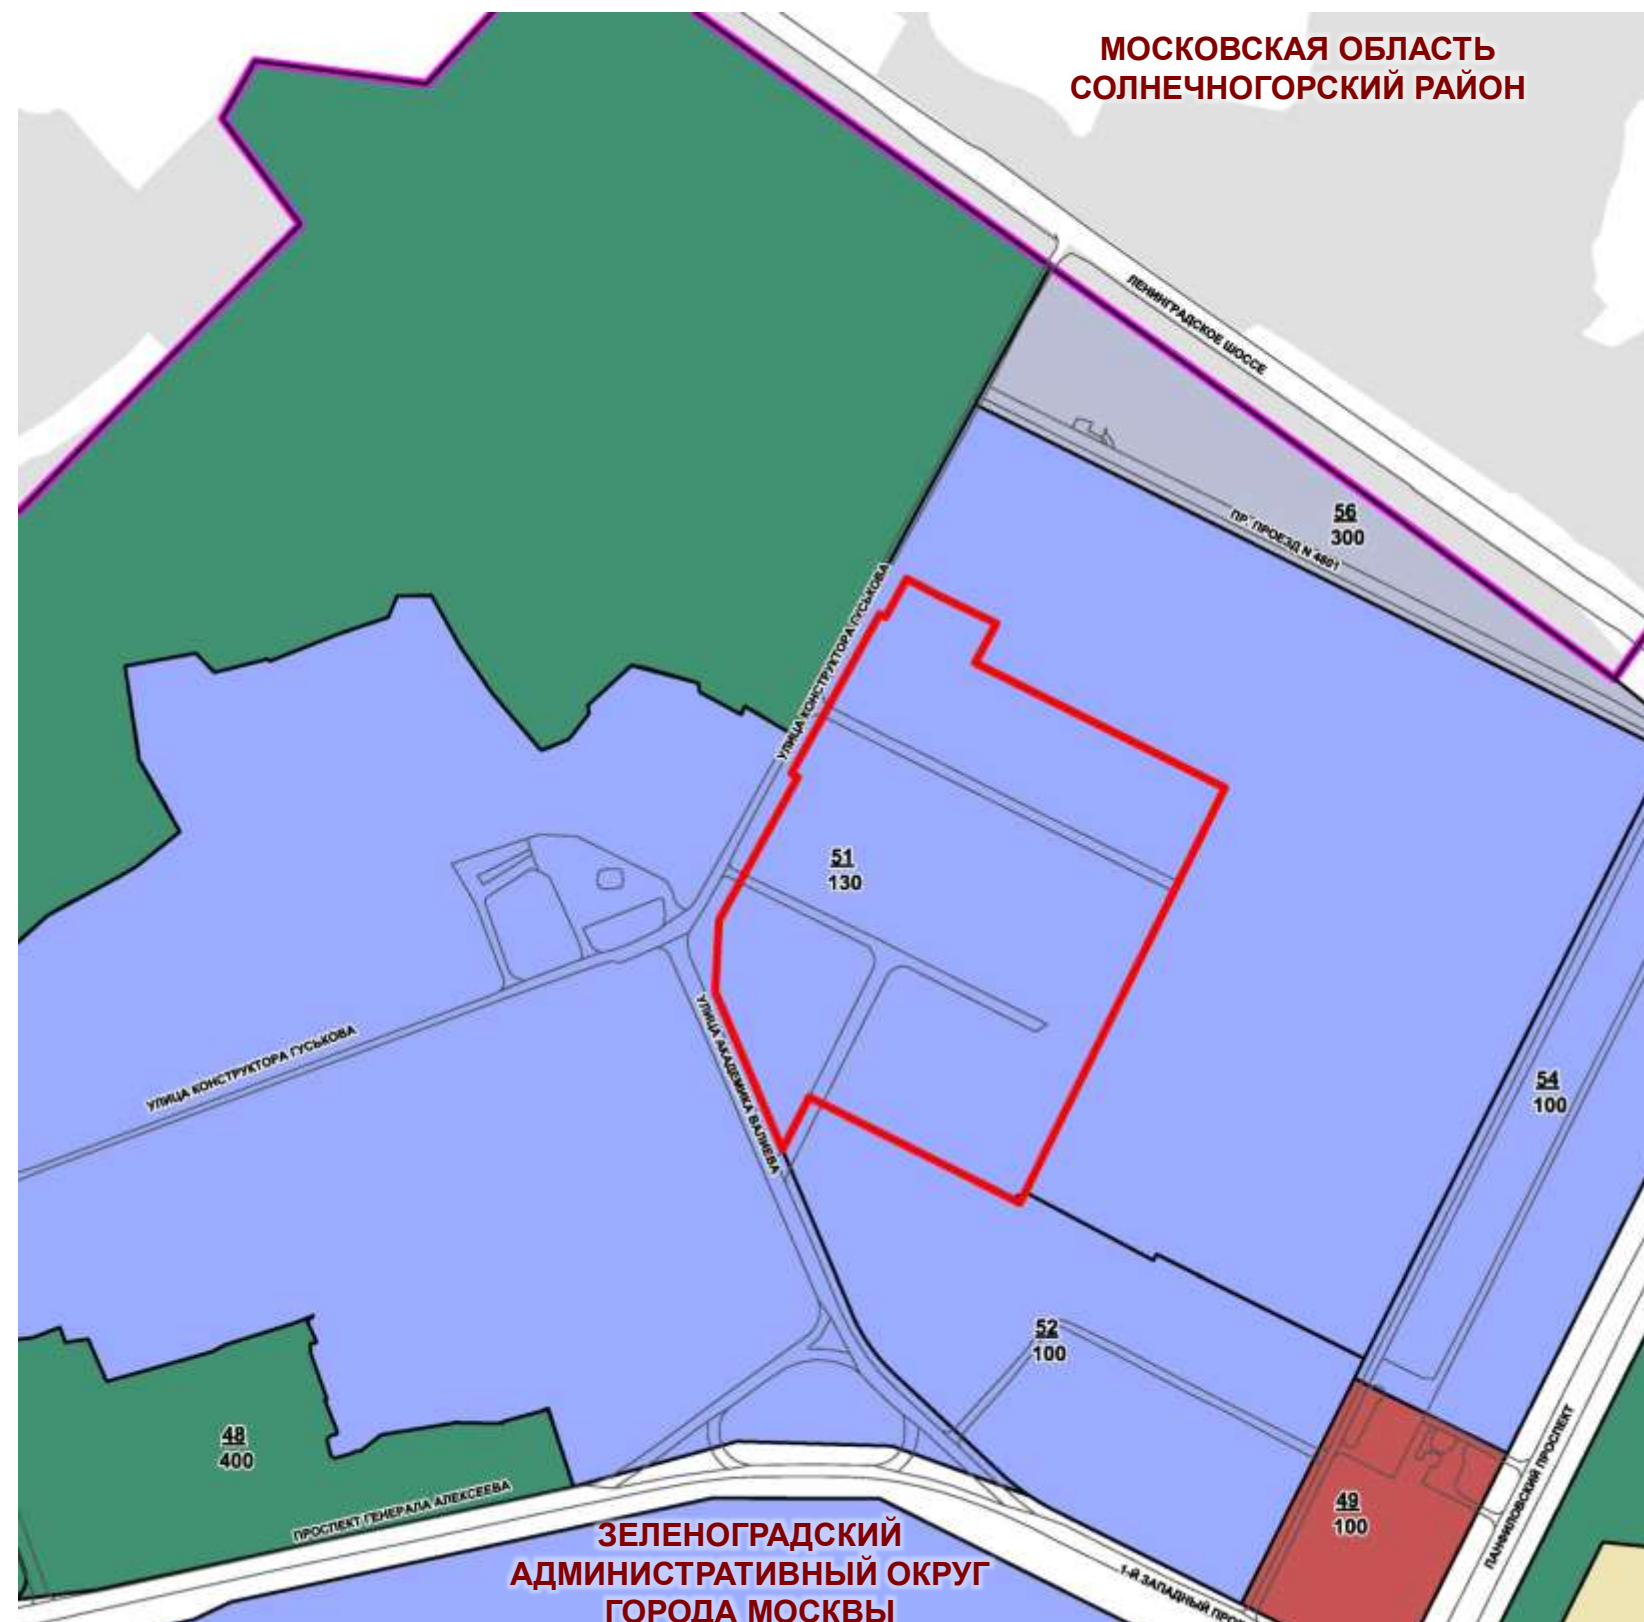 МОСКОВСКАЯ ОБЛАСТЬ
СОЛНЕЧНОГОРСКИЙ РАЙОН
ЛЕНИНГРАДСКОЕ ШОССЕ
56
300
ПР. ПРОЕЗД N 4801
УЛИЦА КОНСТРУКТОРА ГУСЬКОВА
51
130
УЛИЦА АКАДЕМИКА ВАЛИЕВА
УЛИЦА КОНСТРУКТОРА ГУСЬКОВА
54
100
52
100
48
400
ПРОСПЕКТ ГЕНЕРАЛА АЛЕКСЕЕВА
49
100
ПАНФИЛОВСКИЙ ПРОСПЕКТ
ЗЕЛЕНОГРАДСКИЙ
АДМИНИСТРАТИВНЫЙ ОКРУГ
ГОРОДА МОСКВЫ
1-Й ЗАПАДНЫЙ ПРО